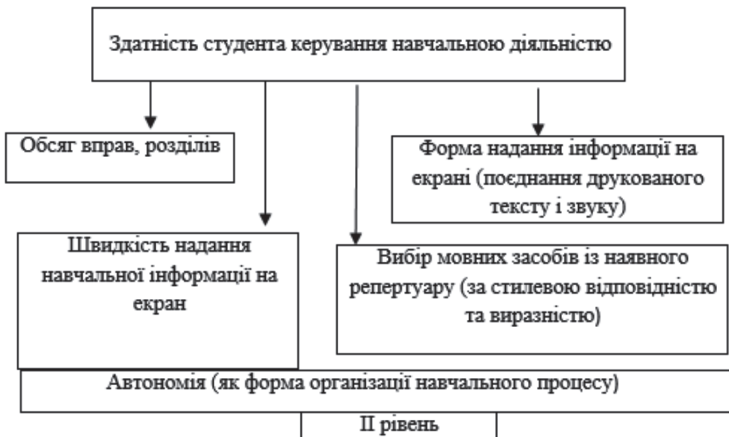 Здатність студента керування навчальною діяльністю
Обсяг вправ, розділів
Форма надання інформації на
екрані (поєднання друкованого
тексту і звуку)
Швидкість надання
навчальної інформації на
екран
Вибір мовних засобів із наявного
репертуару (за стилевою відповідністю
та виразністю)
Автономія (як форма організації навчального процесу)
ІІ рівень